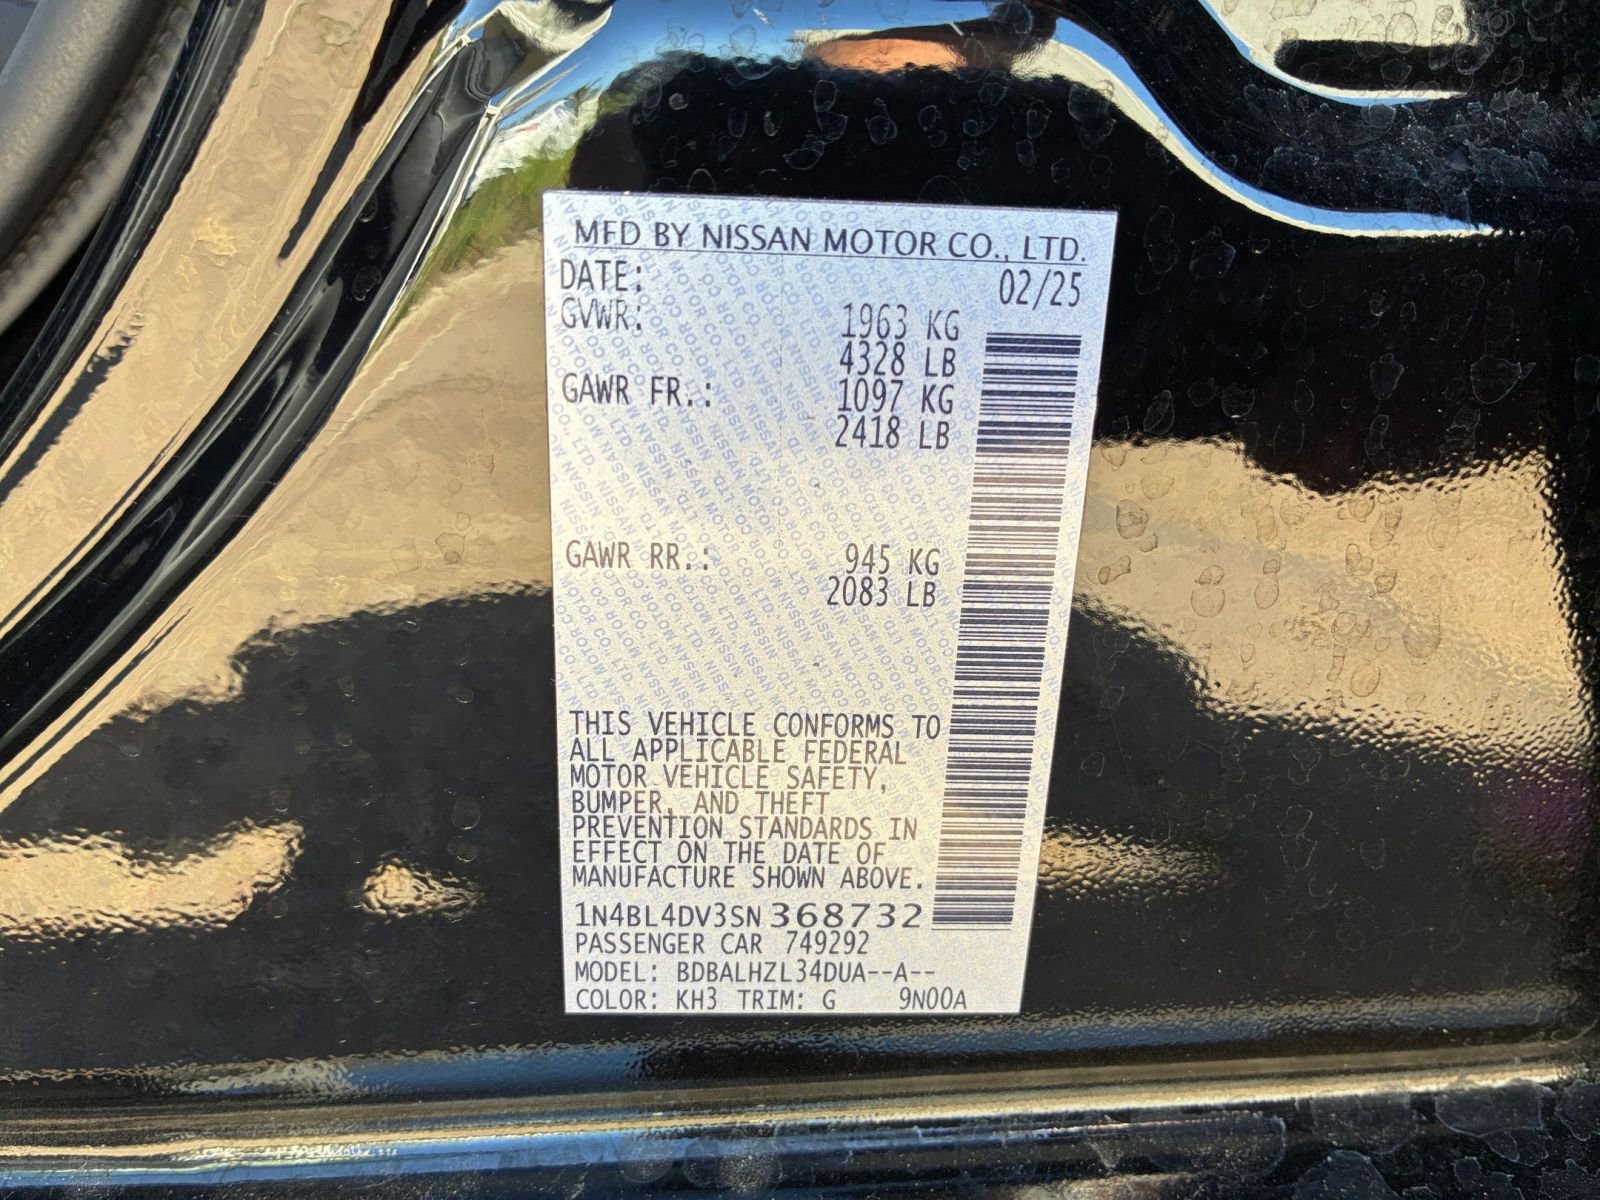 MFD BY NISSAN MOTOR CO., LTD.
DATE: 02/25
GVWR: 1963 KG
4328 LB
GAWR FR.: 1097 KG
2418 LB
GAWR RR.: 945 KG
2083 LB
THIS VEHICLE CONFORMS TO
ALL APPLICABLE FEDERAL
MOTOR VEHICLE SAFETY,
BUMPER, AND THEFT
PREVENTION STANDARDS IN
EFFECT ON THE DATE OF
MANUFACTURE SHOWN ABOVE.
1N4BL4DV3SN368732
PASSENGER CAR 749292
MODEL: BDBALHZL34DUA--A--
COLOR: KH3 TRIM: G 9N00A